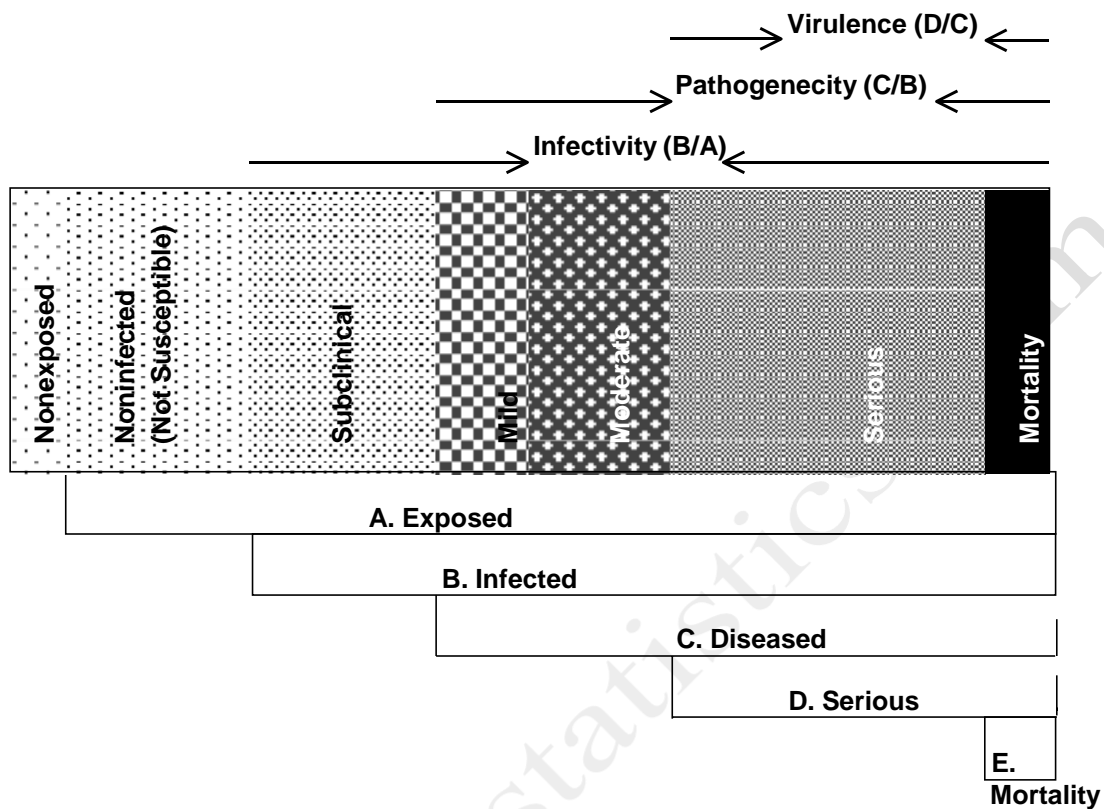 Virulence (D/C)
Pathogenecity (C/B)
Infectivity (B/A)
Nonexposed
Noninfected
(Not Susceptible)
Subclinical
Mild
Moderate
Serious
Mortality
A. Exposed
B. Infected
C. Diseased
D. Serious
E.
Mortality